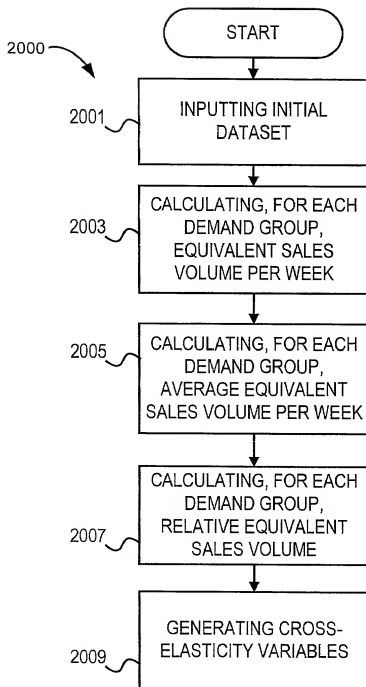 START
2000
2001
INPUTTING INITIAL
DATASET
2003
CALCULATING, FOR EACH
DEMAND GROUP,
EQUIVALENT SALES
VOLUME PER WEEK
2005
CALCULATING, FOR EACH
DEMAND GROUP,
AVERAGE EQUIVALENT
SALES VOLUME PER WEEK
2007
CALCULATING, FOR EACH
DEMAND GROUP,
RELATIVE EQUIVALENT
SALES VOLUME
2009
GENERATING CROSS-
ELASTICITY VARIABLES